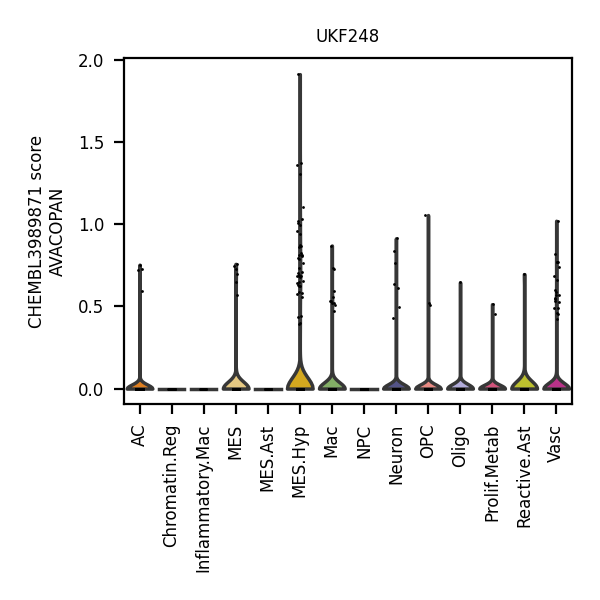 UKF248
CHEMBL3989871 score
AVACOPAN
2.0
1.5
1.0
0.5
0.0
AC
Chromatin.Reg
Inflammatory.Mac
MES
MES.Ast
MES.Hyp
Mac
NPC
Neuron
OPC
Oligo
Prolif.Metab
Reactive.Ast
Vasc